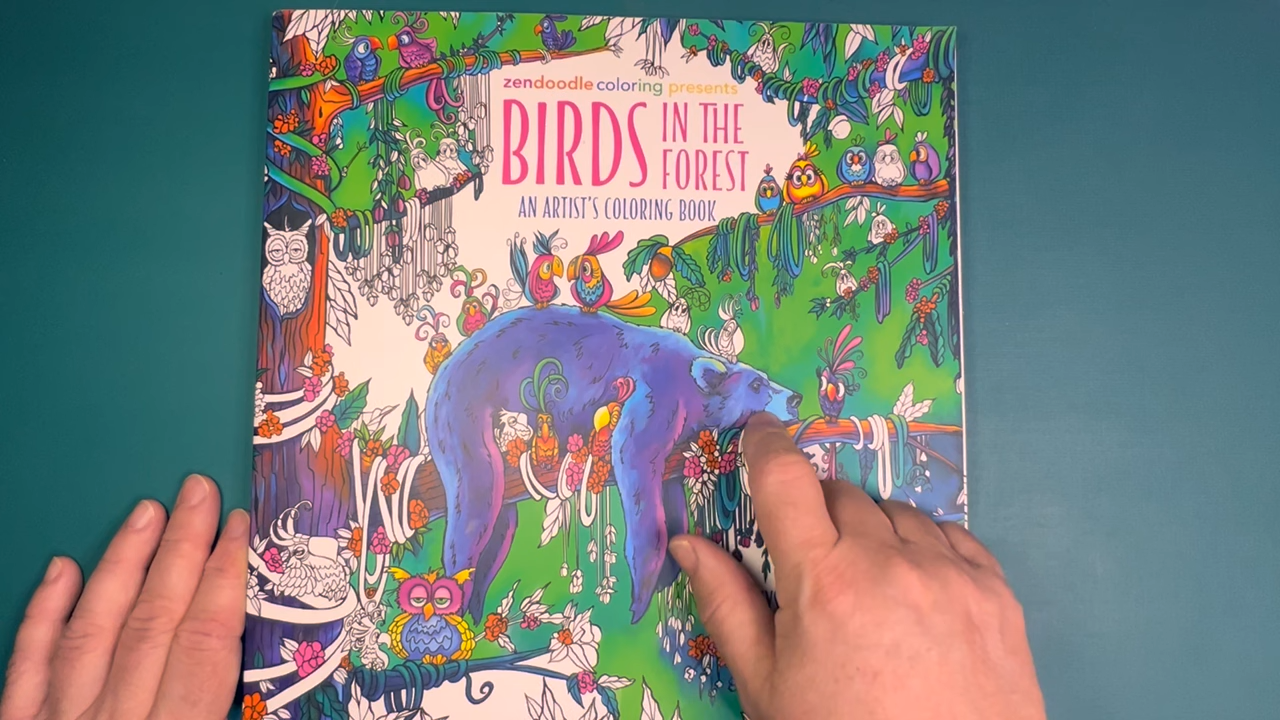 zendoodle coloring presents
BIRDS IN THE FOREST
AN ARTIST'S COLORING BOOK